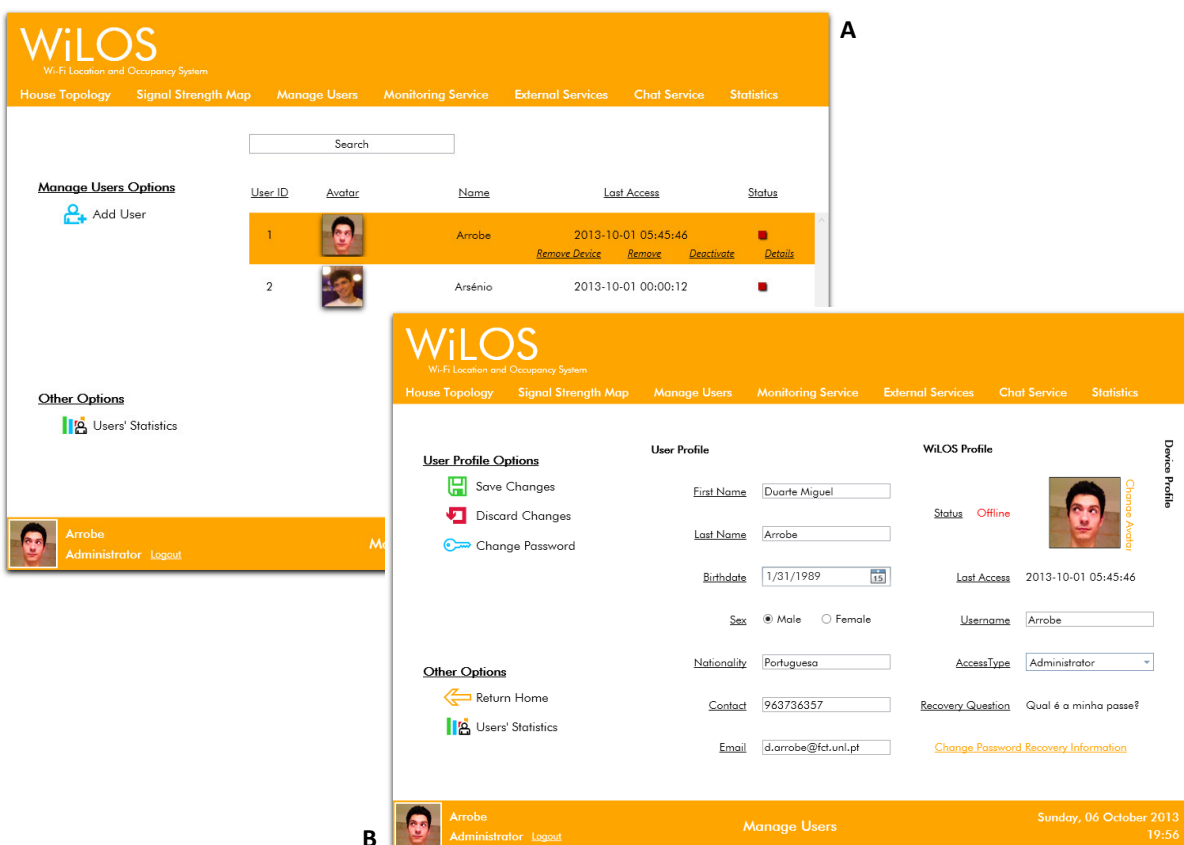 A
WiLOS
Wi-Fi Location and Occupancy System
House Topology Signal Strength Map Manage Users Monitoring Service External Services Chat Service Statistics
Search
Manage Users Options
Add User
User ID Avatar Name Last Access Status
1 Arrobe 2013-10-01 05:45:46
Remove Device Remove Deactivate Details
2 Arsénio 2013-10-01 00:00:12
Other Options
Users' Statistics
Arrobe
Administrator Logout
B
WiLOS
Wi-Fi Location and Occupancy System
House Topology Signal Strength Map Manage Users Monitoring Service External Services Chat Service Statistics
User Profile Options
Save Changes
Discard Changes
Change Password
Other Options
Return Home
Users' Statistics
User Profile
First Name Duarte Miguel
Last Name Arrobe
Birthdate 1/31/1989 15
Sex Male Female
Nationality Portuguesa
Contact 963736357
Email d.arrobe@fct.unl.pt
WiLOS Profile
Status Offline
Change Avatar
Last Access 2013-10-01 05:45:46
Username Arrobe
AccessType Administrator
Recovery Question Qual é a minha passe?
Change Password Recovery Information
Device Profile
Arrobe
Administrator Logout
Manage Users
Sunday, 06 October 2013
19:56